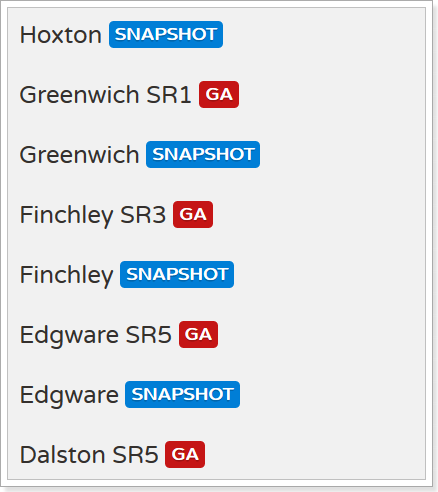 Hoxton SNAPSHOT
Greenwich SR1 GA
Greenwich SNAPSHOT
Finchley SR3 GA
Finchley SNAPSHOT
Edgware SR5 GA
Edgware SNAPSHOT
Dalston SR5 GA